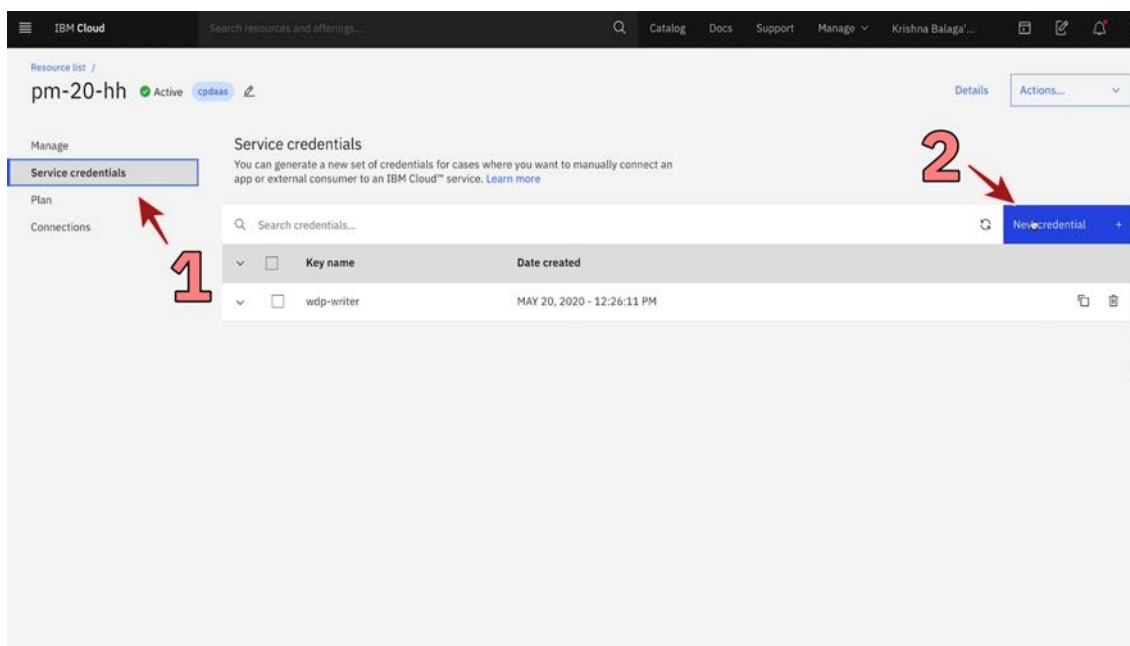 IBM Cloud
Search resources and offerings...
Catalog
Docs
Support
Manage
Krishna Balaga'...
Resource list /
pm-20-hh
Active
cpdaas
Details
Actions...
Manage
Service credentials
Plan
Connections
Service credentials
You can generate a new set of credentials for cases where you want to manually connect an
app or external consumer to an IBM Cloud™ service. Learn more
1
2
Search credentials...
New credential +
Key name
Date created
wdp-writer
MAY 20, 2020 - 12:26:11 PM